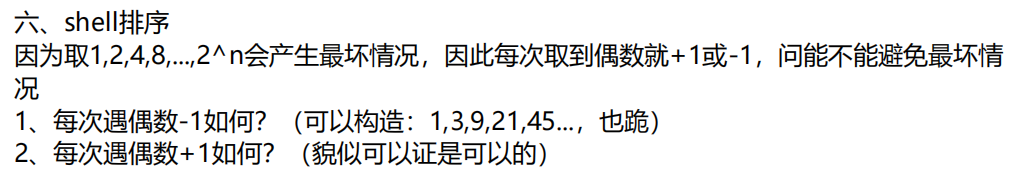 六、shell排序
因为取1,2,4,8,...,2^n会产生最坏情况，因此每次取到偶数就+1或-1，问能不能避免最坏情
况
1、每次遇偶数-1如何？（可以构造：1,3,9,21,45...，也跪）
2、每次遇偶数+1如何？（貌似可以证是可以的）